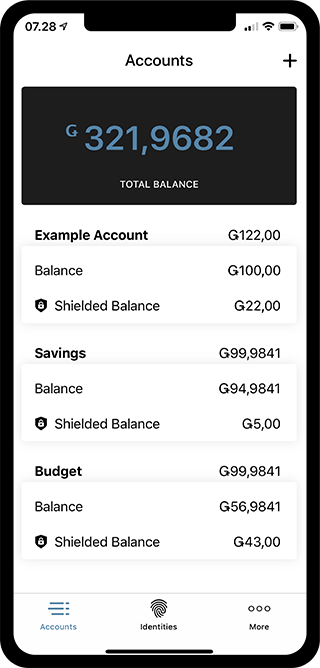 07.28
Accounts
+
Ǥ 321,9682
TOTAL BALANCE
Example Account Ǥ122,00
Balance Ǥ100,00
Shielded Balance Ǥ22,00
Savings Ǥ99,9841
Balance Ǥ94,9841
Shielded Balance Ǥ5,00
Budget Ǥ99,9841
Balance Ǥ56,9841
Shielded Balance Ǥ43,00
Accounts Identities More